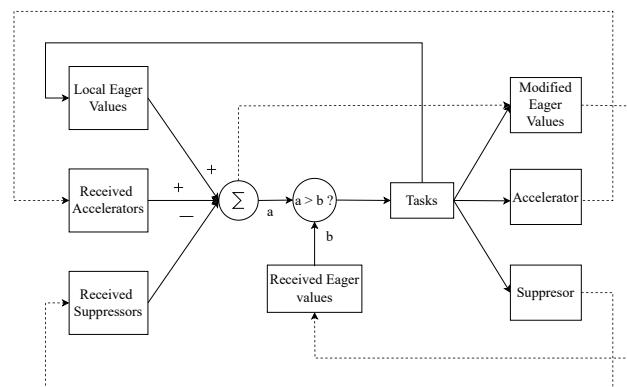 Local Eager
Values
Modified
Eager
Values
+
Received
Accelerators
+
—
∑
a
a > b ?
b
Tasks
Accelerator
Received Eager
values
Received
Suppressors
Suppresor